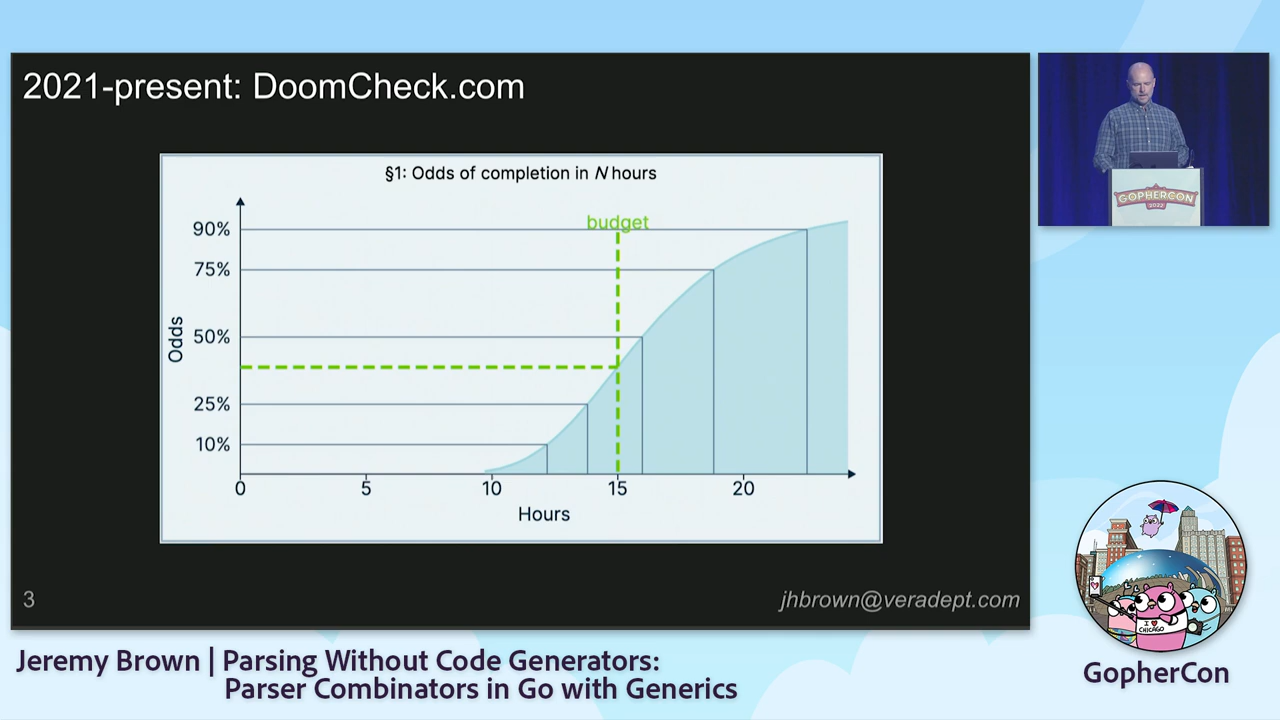 2021-present: DoomCheck.com
§1: Odds of completion in N hours
budget
90%
75%
50%
25%
10%
Odds
0 5 10 15 20
Hours
3
jhbrown@veradept.com
GOPHERCON
2022
I ♥
CHICAGO
Jeremy Brown | Parsing Without Code Generators:
Parser Combinators in Go with Generics
GopherCon